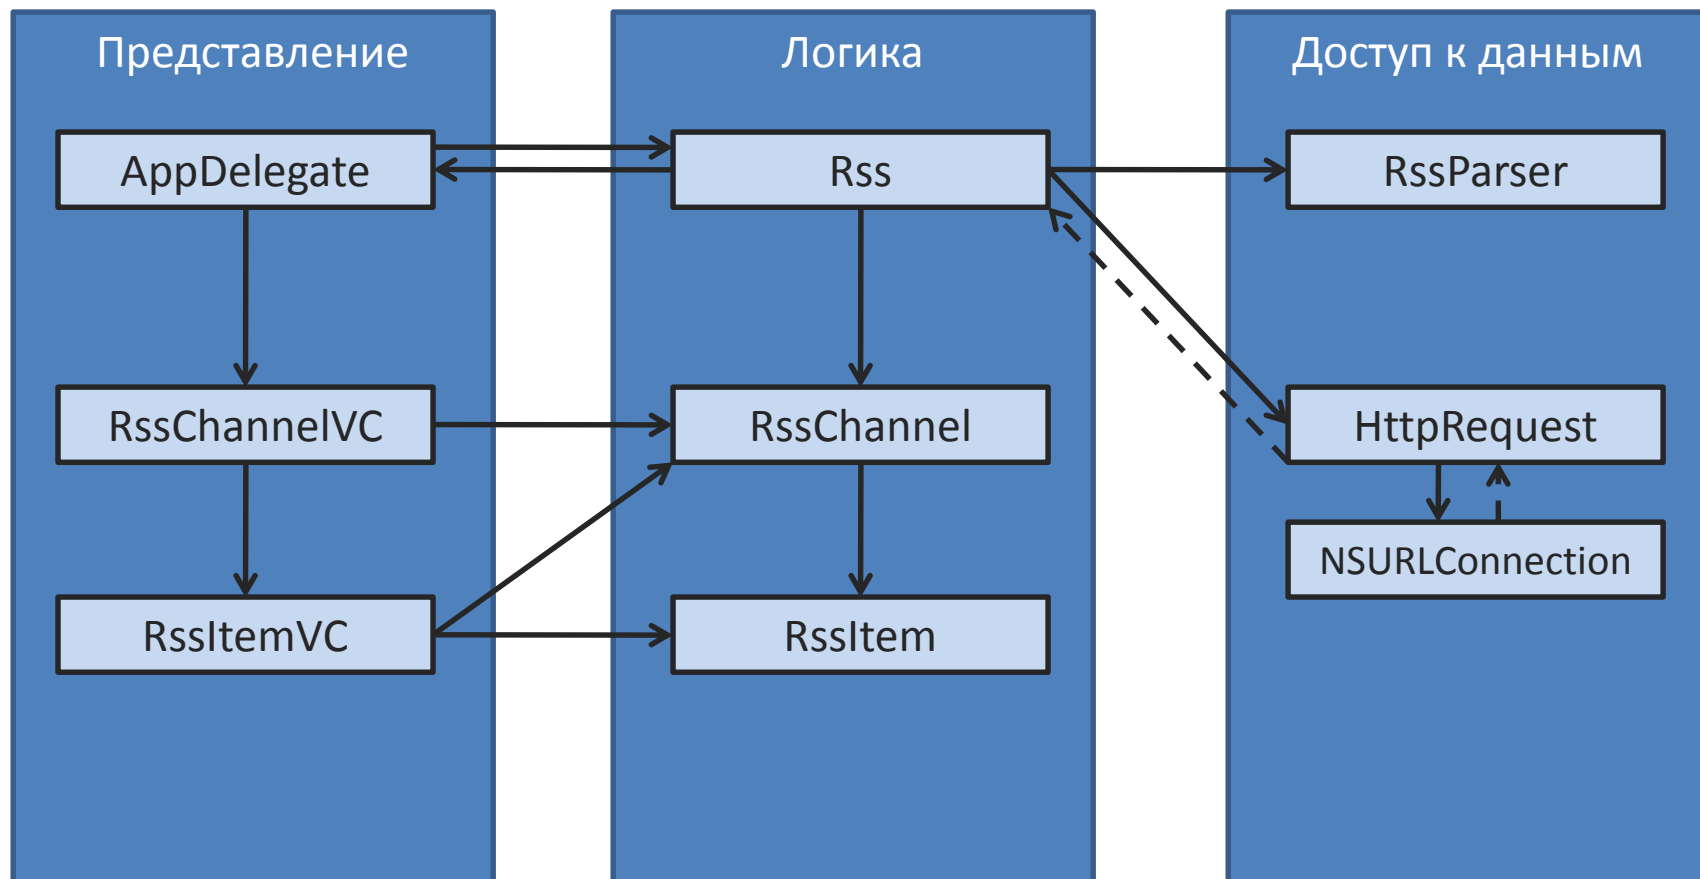 Представление
AppDelegate
RssChannelVC
RssItemVC
Логика
Rss
RssChannel
RssItem
Доступ к данным
RssParser
HttpRequest
NSURLConnection